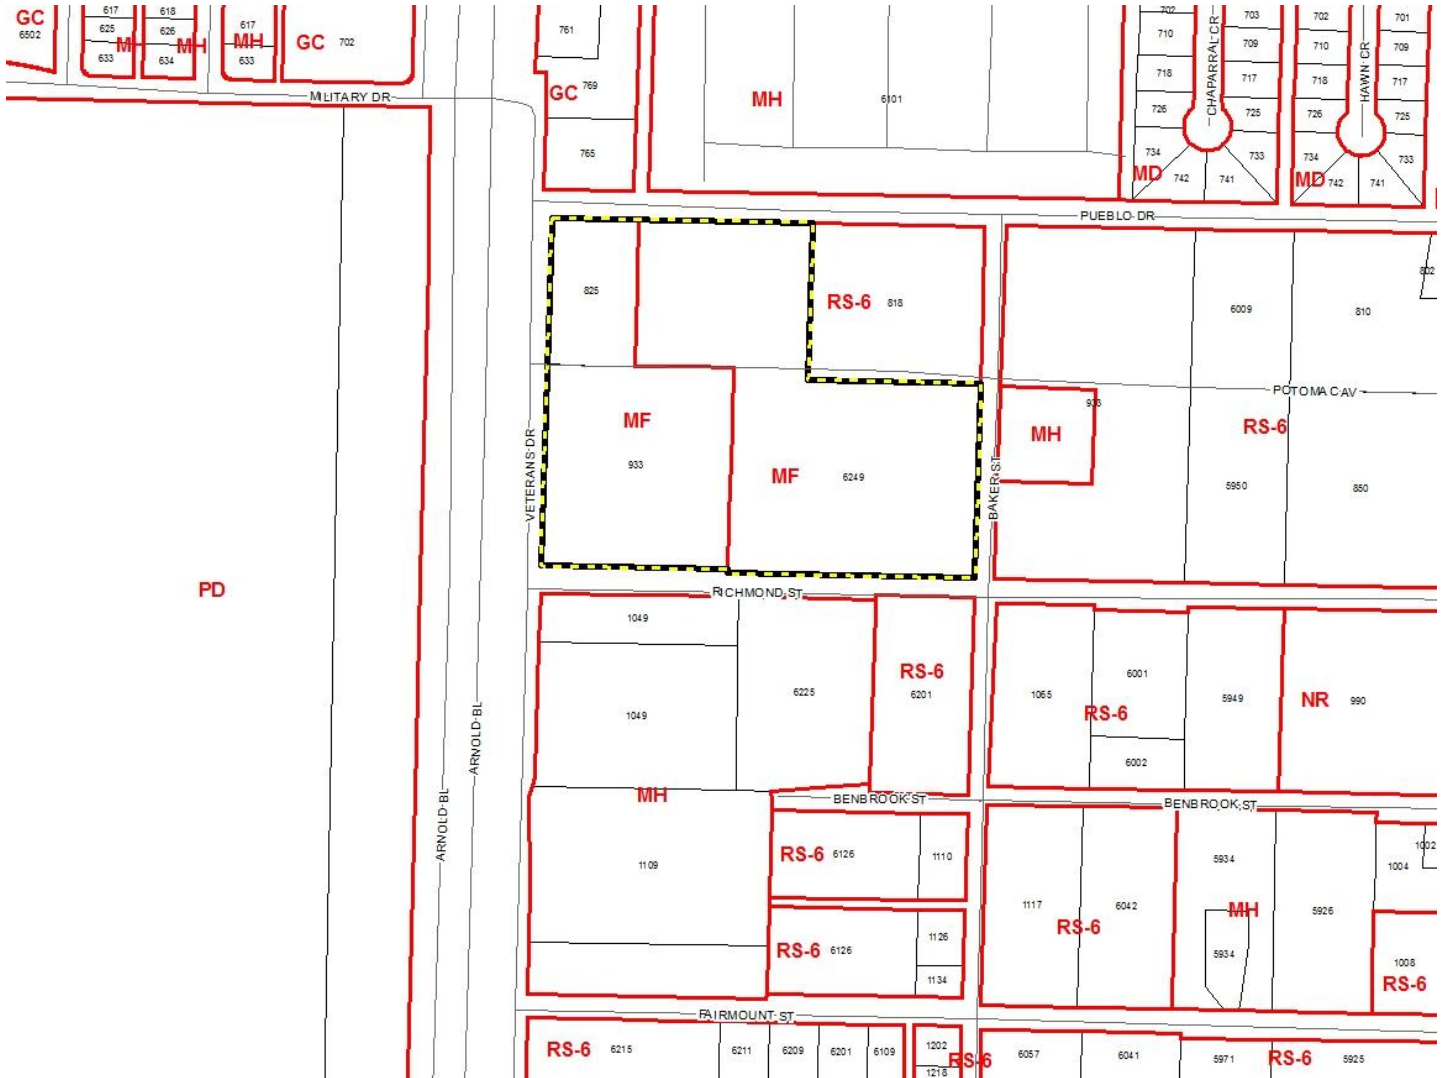 GC
6502
617
625
633
MH
618
626
634
MH
617
MH
633
GC
702
761
769
GC
765
MH
6101
702
710
718
726
734
742
741
733
725
717
709
703
CHAPARRAL CR
MD
702
710
718
726
734
742
741
733
725
717
709
701
HAWN CR
MD
MILITARY DR
PUEBLO DR
825
RS-6
818
6009
810
802
POTOMAC AV
MF
933
MF
6249
933
MH
RS-6
5950
850
VETERANS DR
BAKER ST
PD
RICHMOND ST
1049
1049
6225
RS-6
6201
1065
6001
RS-6
6002
5949
NR
990
ARNOLD BL
ARNOLD BL
MH
BENBROOK ST
BENBROOK ST
1109
RS-6
6126
1110
RS-6
6126
1126
1134
1117
6042
RS-6
5934
MH
5934
5926
1004
1002
1008
RS-6
FAIRMOUNT ST
RS-6
6215
6211
6209
6201
6109
1202
1218
RS-6
6057
6041
5971
RS-6
5925